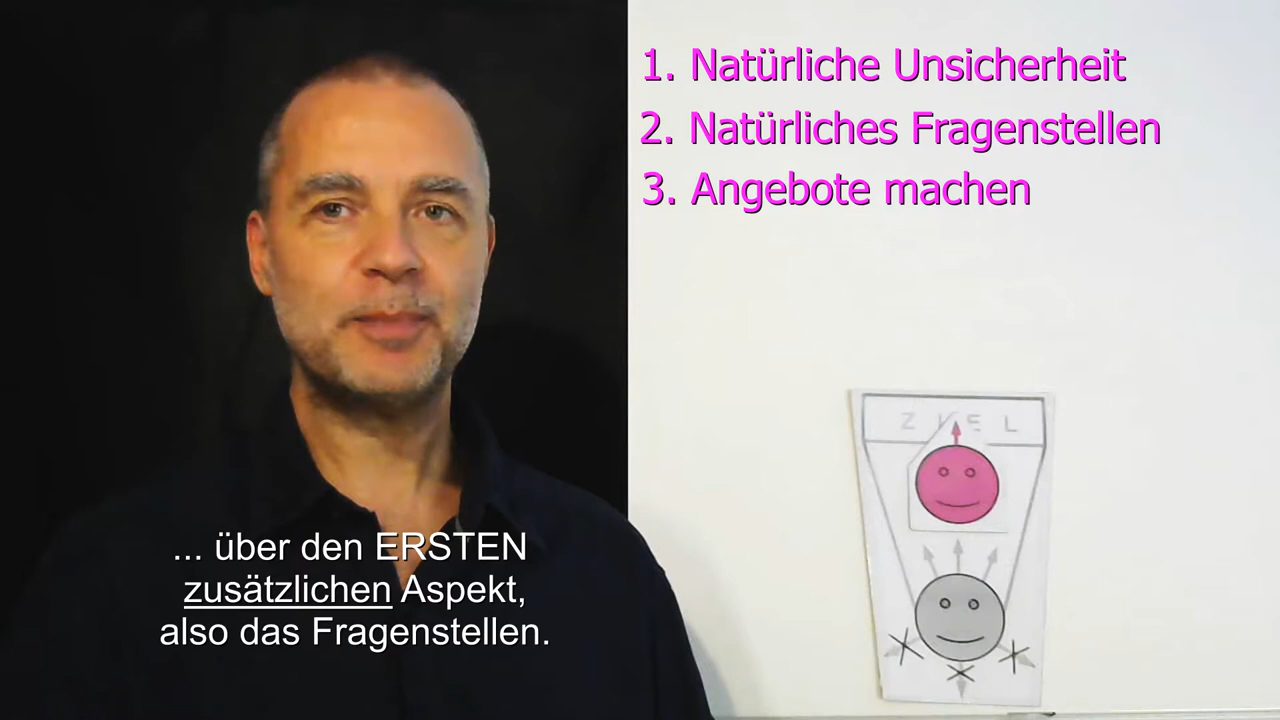 1. Natürliche Unsicherheit
2. Natürliches Fragenstellen
3. Angebote machen
Z I E L
... über den ERSTEN
zusätzlichen Aspekt,
also das Fragenstellen.